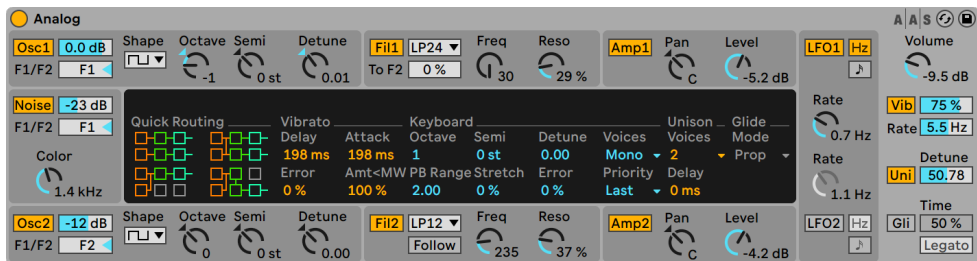 Analog A|A|S
Osc1 0.0 dB Shape Octave Semi Detune Fil1 LP24 Freq Reso Amp1 Pan Level LFO1 Hz Volume
F1/F2 F1 -1 0 st 0.01 To F2 0 % 30 29 % C -5.2 dB -9.5 dB
Noise -23 dB
F1/F2 F1
Color
1.4 kHz
Quick Routing Vibrato Keyboard Unison Glide
Delay Attack Octave Semi Detune Voices Voices Mode
198 ms 198 ms 1 0 st 0.00 Mono 2 Prop
Error Amt<MW PB Range Stretch Error Priority Delay
0 % 100 % 2.00 0 % 0 % Last 0 ms
Rate
0.7 Hz
Rate
1.1 Hz
Vib 75 %
Rate 5.5 Hz
Detune
Uni 50.78
Time
Osc2 -12 dB Shape Octave Semi Detune Fil2 LP12 Freq Reso Amp2 Pan Level LFO2 Hz Gli 50 %
F1/F2 F2 0 0 st 0.00 Follow 235 37 % C -4.2 dB Legato